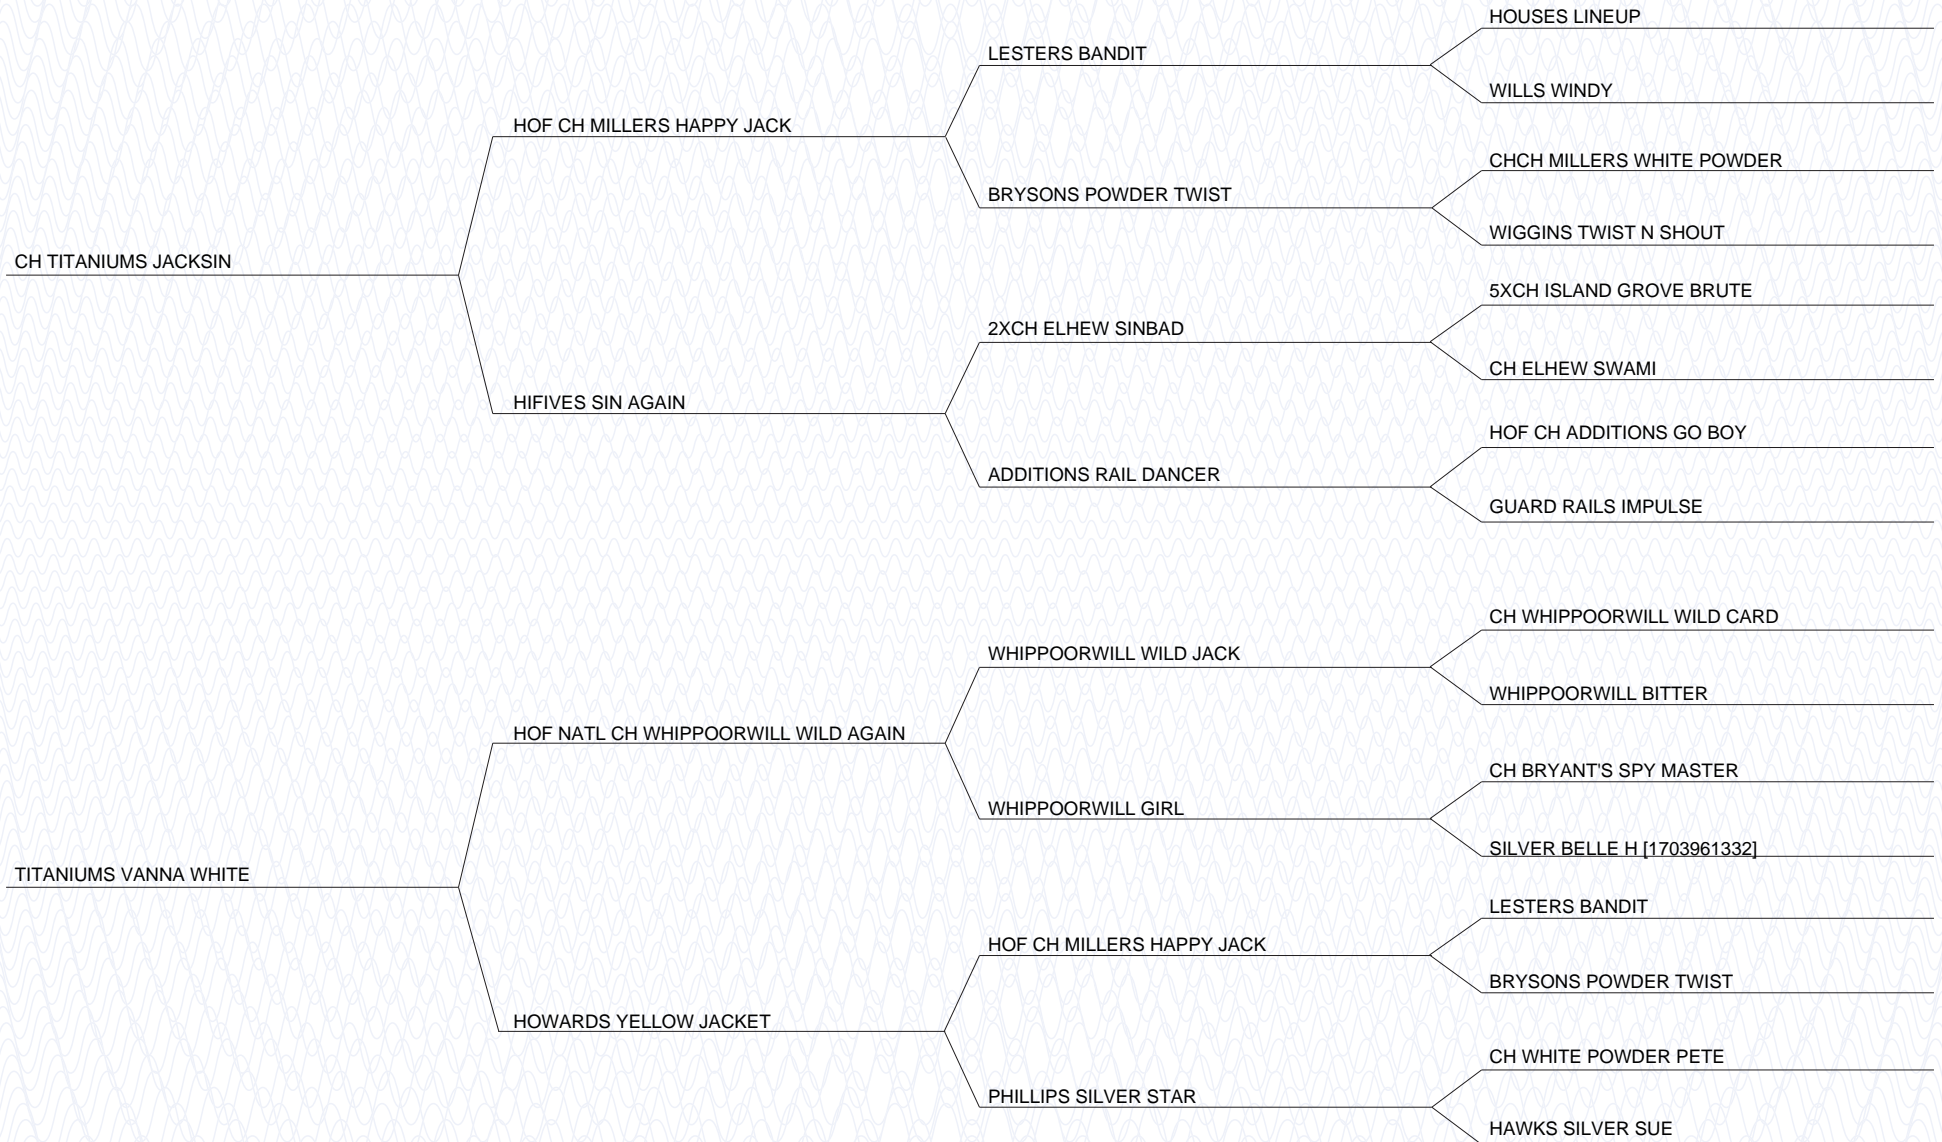 HOUSES LINEUP
LESTERS BANDIT
WILLS WINDY
HOF CH MILLERS HAPPY JACK
CHCH MILLERS WHITE POWDER
BRYSONS POWDER TWIST
WIGGINS TWIST N SHOUT
CH TITANIUMS JACKSIN
5XCH ISLAND GROVE BRUTE
2XCH ELHEW SINBAD
CH ELHEW SWAMI
HIFIVES SIN AGAIN
HOF CH ADDITIONS GO BOY
ADDITIONS RAIL DANCER
GUARD RAILS IMPULSE
CH WHIPPOORWILL WILD CARD
WHIPPOORWILL WILD JACK
WHIPPOORWILL BITTER
HOF NATL CH WHIPPOORWILL WILD AGAIN
CH BRYANT'S SPY MASTER
WHIPPOORWILL GIRL
SILVER BELLE H [1703961332]
TITANIUMS VANNA WHITE
LESTERS BANDIT
HOF CH MILLERS HAPPY JACK
BRYSONS POWDER TWIST
HOWARDS YELLOW JACKET
CH WHITE POWDER PETE
PHILLIPS SILVER STAR
HAWKS SILVER SUE